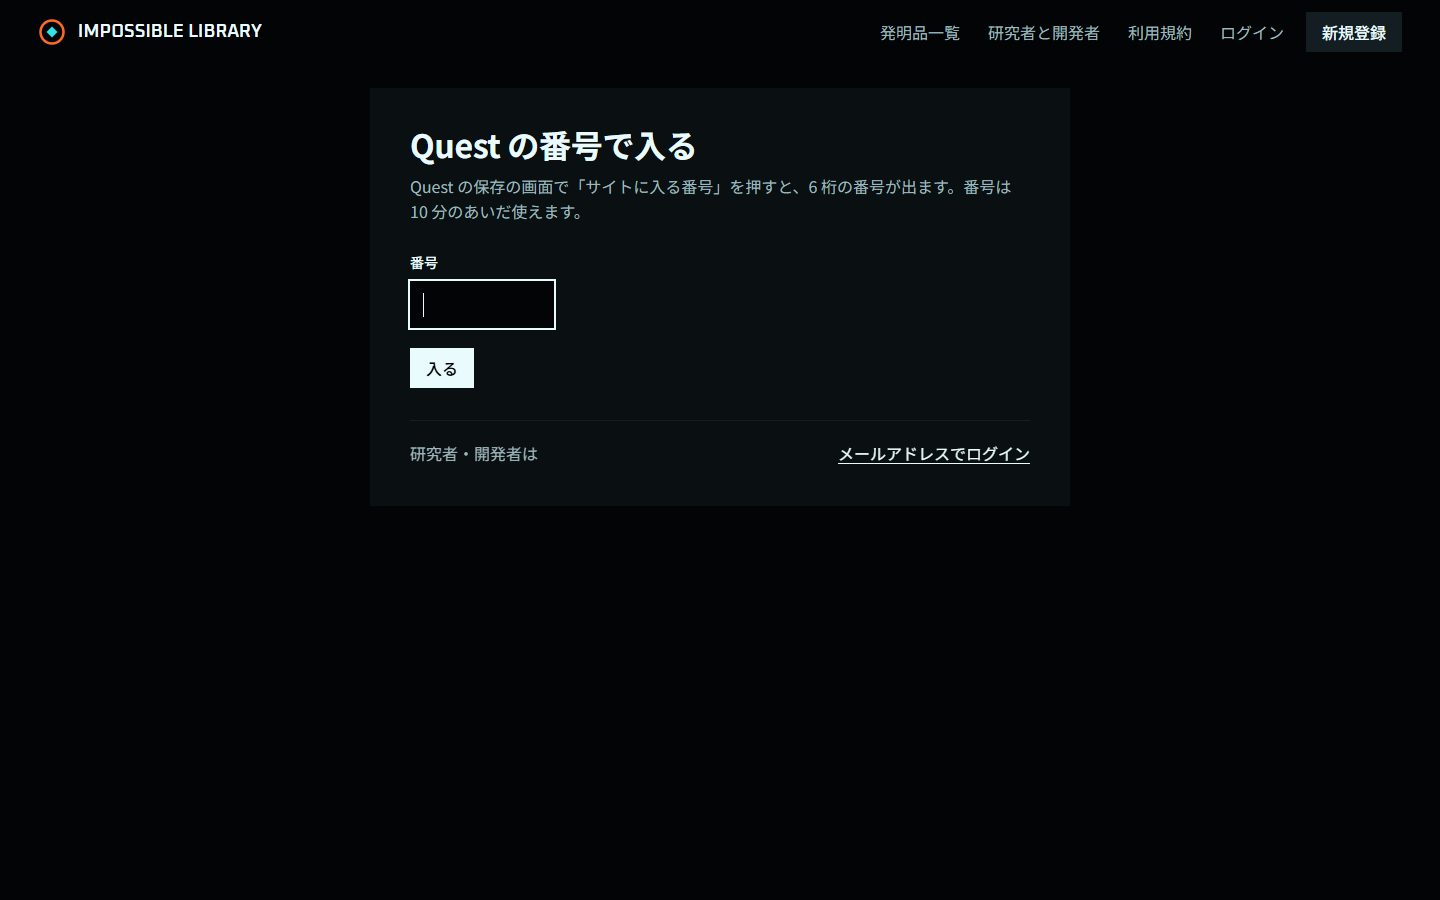 IMPOSSIBLE LIBRARY
発明品一覧
研究者と開発者
利用規約
ログイン
新規登録
Quest の番号で入る
Quest の保存の画面で「サイトに入る番号」を押すと、6 桁の番号が出ます。番号は
10 分のあいだ使えます。
番号
入る
研究者・開発者は
メールアドレスでログイン